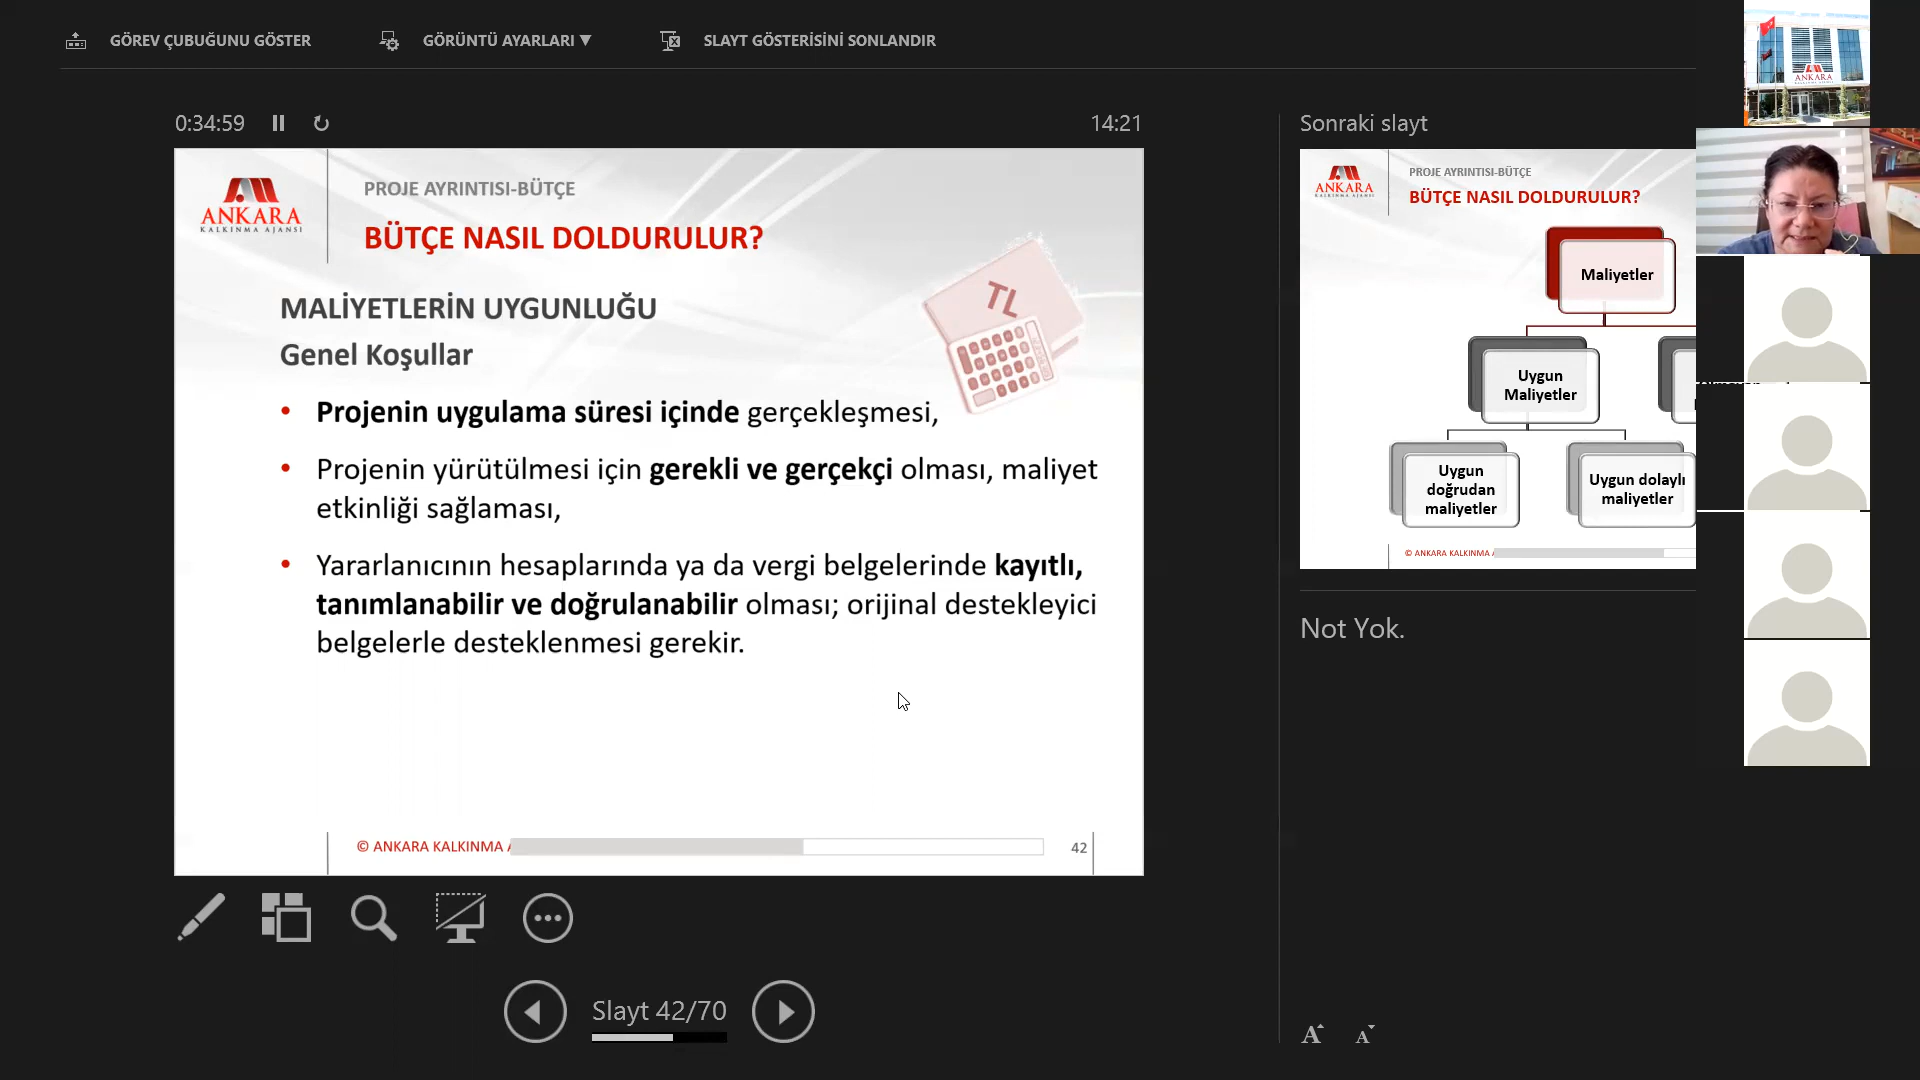 GÖREV ÇUBUĞUNU GÖSTER
GÖRÜNTÜ AYARLARI ▼
SLAYT GÖSTERİSİNİ SONLANDIR
0:34:59
14:21
ANKARA
KALKINMA AJANSI
PROJE AYRINTISI-BÜTÇE
BÜTÇE NASIL DOLDURULUR?
TL
MALİYETLERİN UYGUNLUĞU
Genel Koşullar
• Projenin uygulama süresi içinde gerçekleşmesi,
• Projenin yürütülmesi için gerekli ve gerçekçi olması, maliyet
etkinliği sağlaması,
• Yararlanıcının hesaplarında ya da vergi belgelerinde kayıtlı,
tanımlanabilir ve doğrulanabilir olması; orijinal destekleyici
belgelerle desteklenmesi gerekir.
© ANKARA KALKINMA
42
Slayt 42/70
Sonraki slayt
ANKARA
KALKINMA AJANSI
PROJE AYRINTISI-BÜTÇE
BÜTÇE NASIL DOLDURULUR?
Maliyetler
Uygun
Maliyetler
Uygun
doğrudan
maliyetler
Uygun dolaylı
maliyetler
© ANKARA KALKINMA
Not Yok.
A A
ANKARA